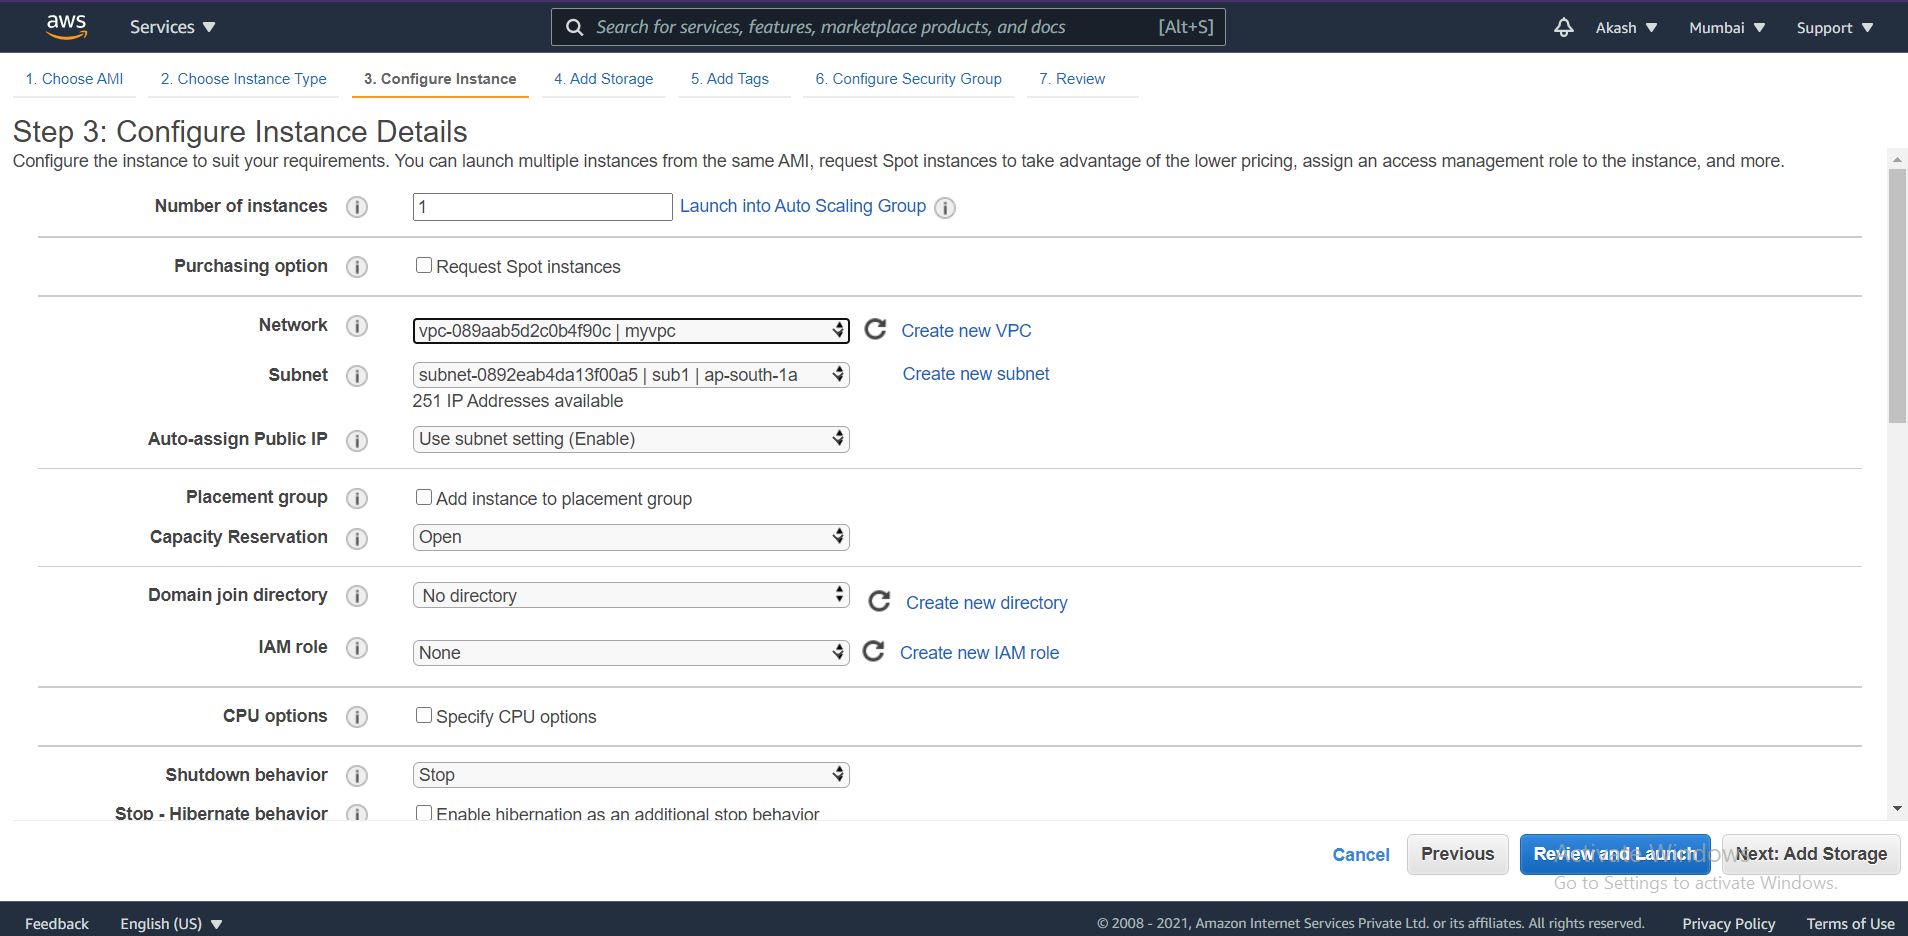 aws Services Search for services, features, marketplace products, and docs [Alt+S] Akash Mumbai Support
1. Choose AMI 2. Choose Instance Type 3. Configure Instance 4. Add Storage 5. Add Tags 6. Configure Security Group 7. Review
Step 3: Configure Instance Details
Configure the instance to suit your requirements. You can launch multiple instances from the same AMI, request Spot instances to take advantage of the lower pricing, assign an access management role to the instance, and more.
Number of instances i 1 Launch into Auto Scaling Group i
Purchasing option i Request Spot instances
Network i vpc-089aab5d2c0b4f90c | myvpc Create new VPC
Subnet i subnet-0892eab4da13f00a5 | sub1 | ap-south-1a Create new subnet
251 IP Addresses available
Auto-assign Public IP i Use subnet setting (Enable)
Placement group i Add instance to placement group
Capacity Reservation i Open
Domain join directory i No directory Create new directory
IAM role i None Create new IAM role
CPU options i Specify CPU options
Shutdown behavior i Stop
Stop - Hibernate behavior i Enable hibernation as an additional stop behavior
Cancel Previous Review and Launch Next: Add Storage
Activate Windows
Go to Settings to activate Windows.
Feedback English (US) © 2008 - 2021, Amazon Internet Services Private Ltd. or its affiliates. All rights reserved. Privacy Policy Terms of Use